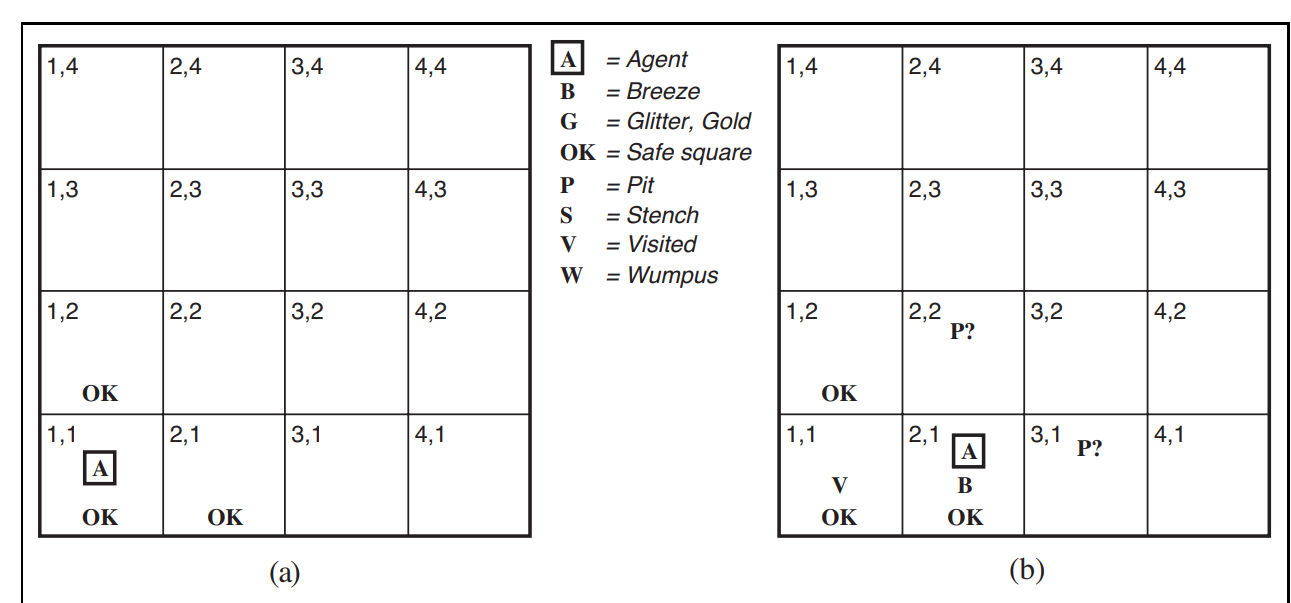 1,4 2,4 3,4 4,4
1,3 2,3 3,3 4,3
1,2 2,2 3,2 4,2
OK
1,1 2,1 3,1 4,1
A
OK OK
(a)
A = Agent
B = Breeze
G = Glitter, Gold
OK = Safe square
P = Pit
S = Stench
V = Visited
W = Wumpus
1,4 2,4 3,4 4,4
1,3 2,3 3,3 4,3
1,2 2,2 3,2 4,2
P?
OK
1,1 2,1 3,1 4,1
A P?
V B
OK OK
(b)